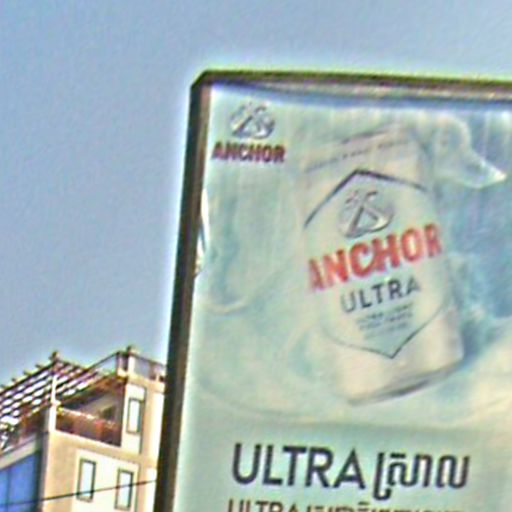 ANCHOR
ANCHOR
ULTRA
ULTRA ស្រាល